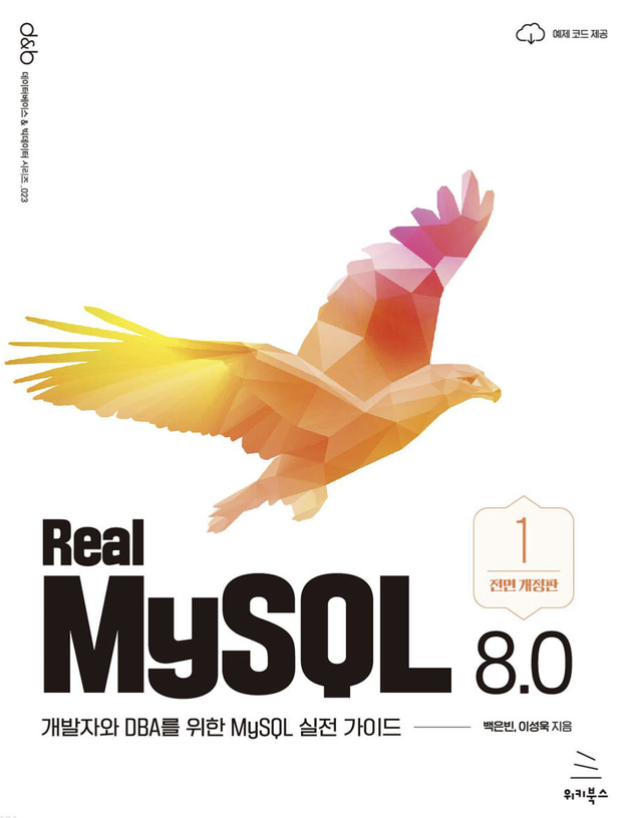 d&b
데이터베이스 & 빅데이터 시리즈_023
예제 코드 제공
Real
MySQL
1
전면 개정판
8.0
개발자와 DBA를 위한 MySQL 실전 가이드
백은빈, 이성욱 지음
위키북스